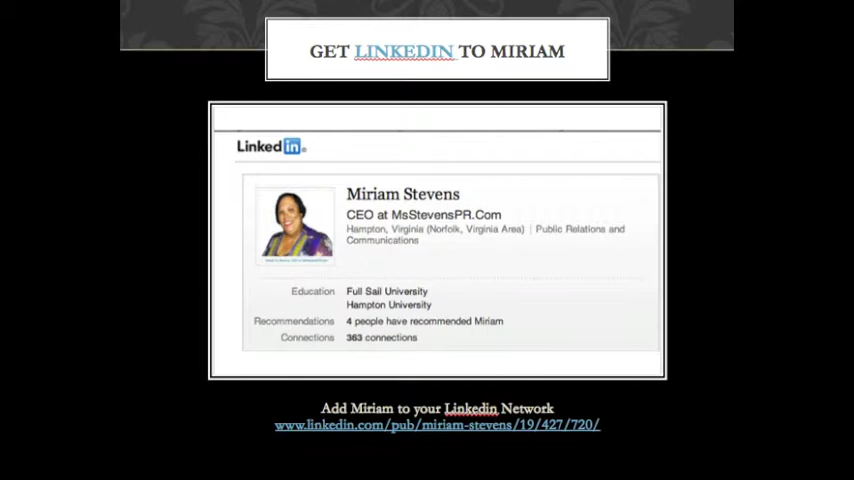 GET LINKEDIN TO MIRIAM
Linked in
Miriam Stevens
CEO at MsStevensPR.Com
Hampton, Virginia (Norfolk, Virginia Area) | Public Relations and
Communications
Education Full Sail University
Hampton University
Recommendations 4 people have recommended Miriam
Connections 363 connections
Add Miriam to your Linkedin Network
www.linkedin.com/pub/miriam-stevens/19/427/720/